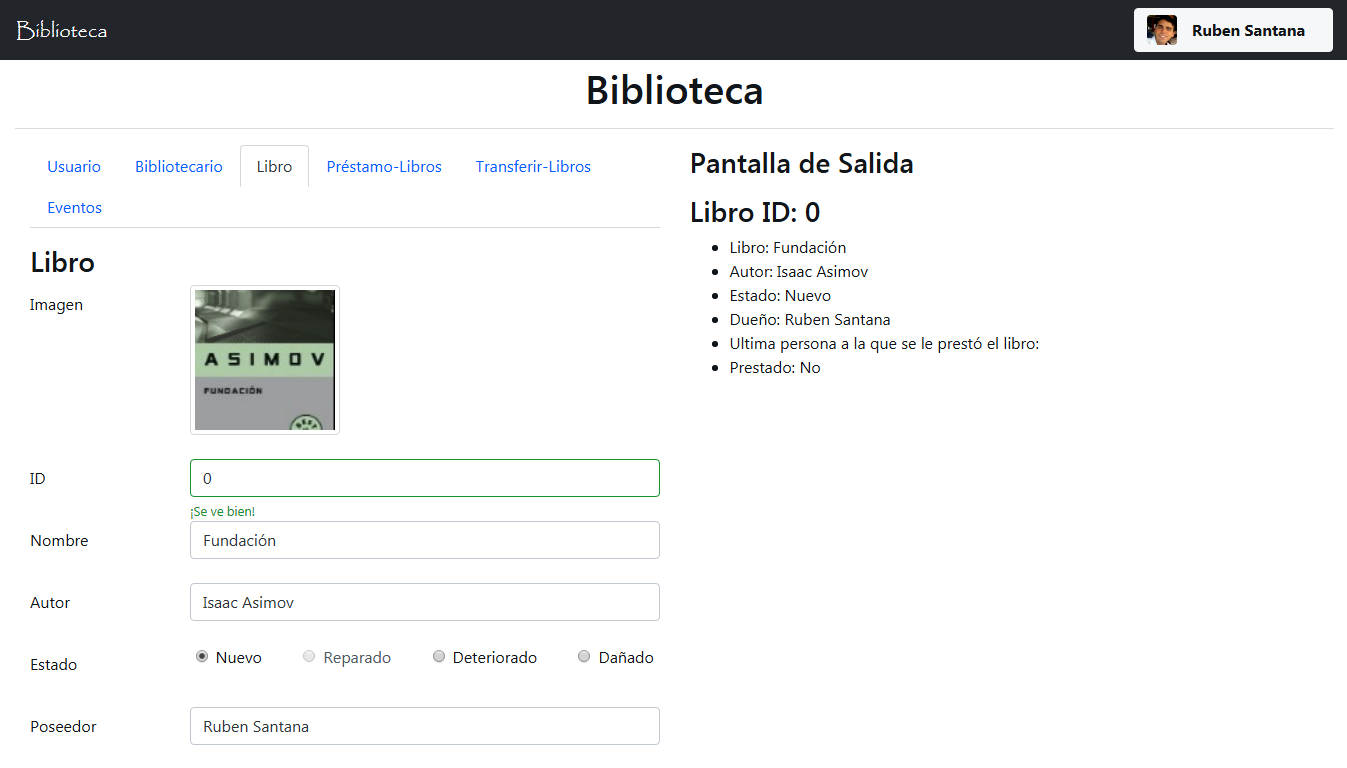 Biblioteca
Ruben Santana
Biblioteca
Usuario Bibliotecario Libro Préstamo-Libros Transferir-Libros
Eventos
Libro
Imagen
ASIMOV
FUNDACIÓN
BEST
ID
0
¡Se ve bien!
Nombre
Fundación
Autor
Isaac Asimov
Estado
Nuevo Reparado Deteriorado Dañado
Poseedor
Ruben Santana
Pantalla de Salida
Libro ID: 0
Libro: Fundación
Autor: Isaac Asimov
Estado: Nuevo
Dueño: Ruben Santana
Ultima persona a la que se le prestó el libro:
Prestado: No